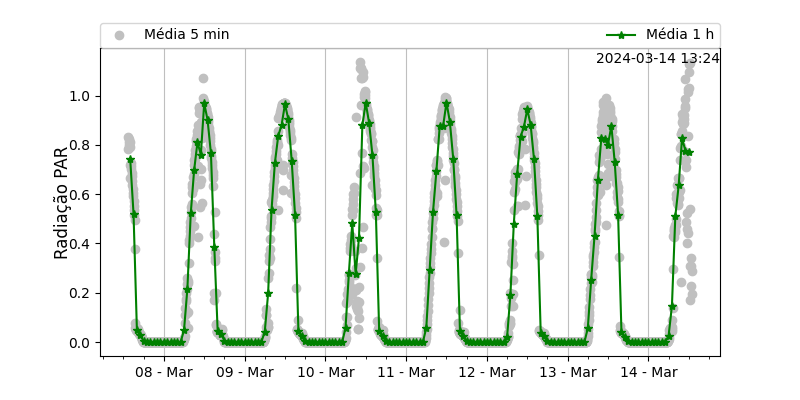 Média 5 min
Média 1 h
2024-03-14 13:24
Radiação PAR
1.0
0.8
0.6
0.4
0.2
0.0
08 - Mar
09 - Mar
10 - Mar
11 - Mar
12 - Mar
13 - Mar
14 - Mar